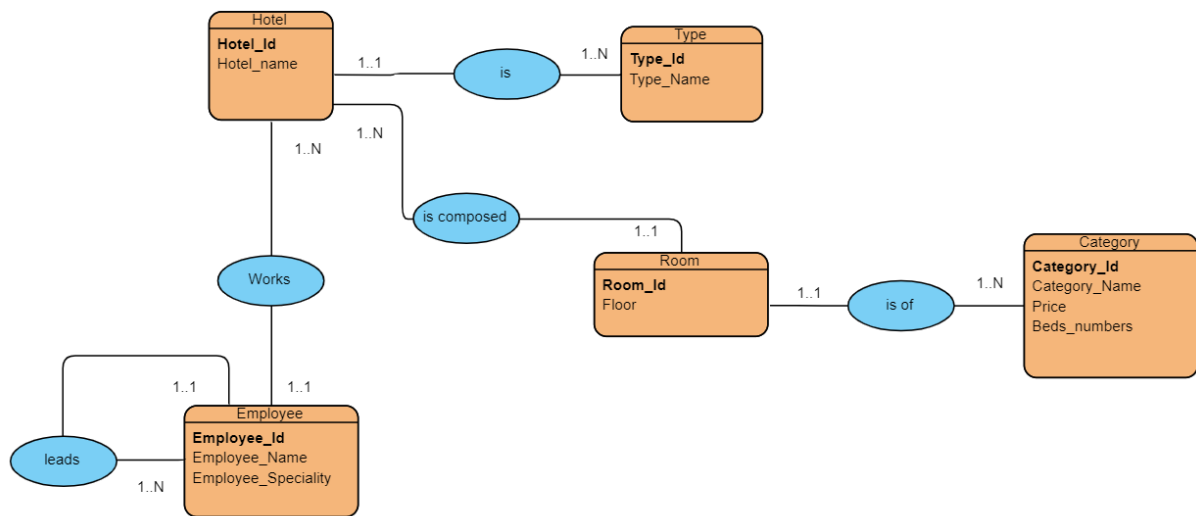 Hotel
Hotel_Id
Hotel_name
1..1
is
1..N
Type
Type_Id
Type_Name
1..N
1..N
is composed
1..1
Works
Room
Room_Id
Floor
1..1
is of
1..N
Category
Category_Id
Category_Name
Price
Beds_numbers
1..1
1..1
leads
1..N
Employee
Employee_Id
Employee_Name
Employee_Speciality